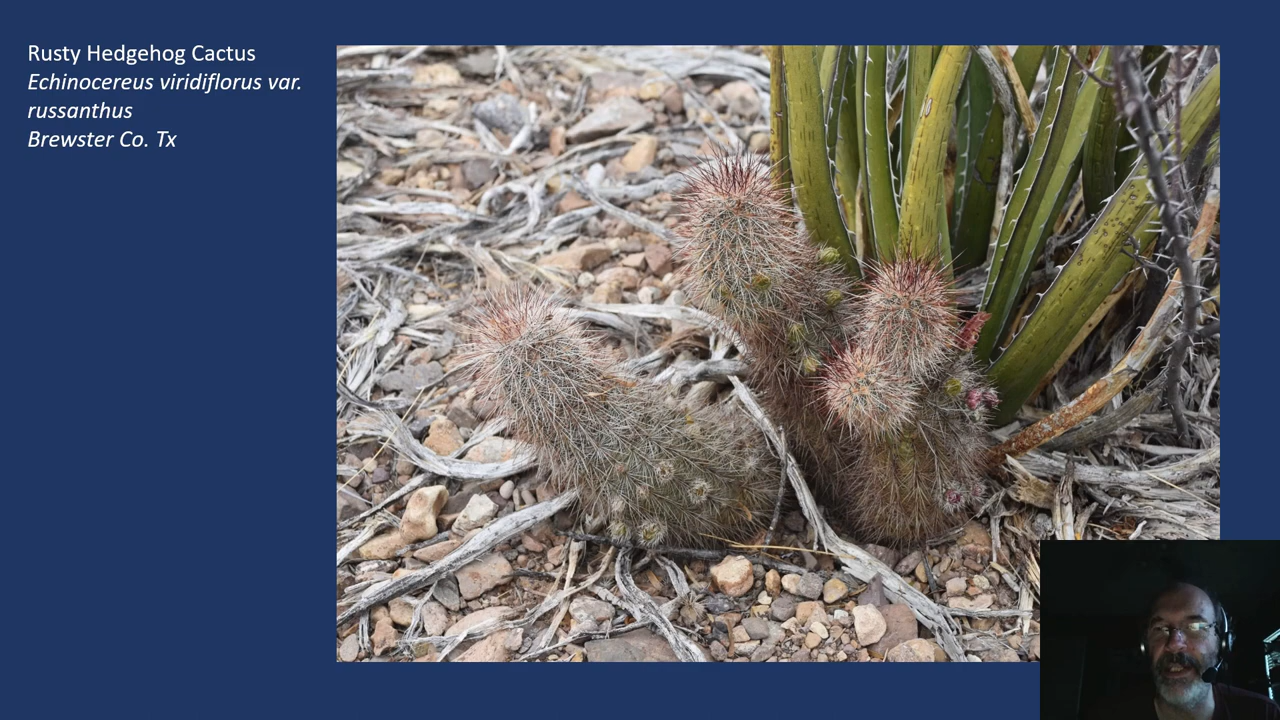 Rusty Hedgehog Cactus
Echinocereus viridiflorus var.
russanthus
Brewster Co. Tx